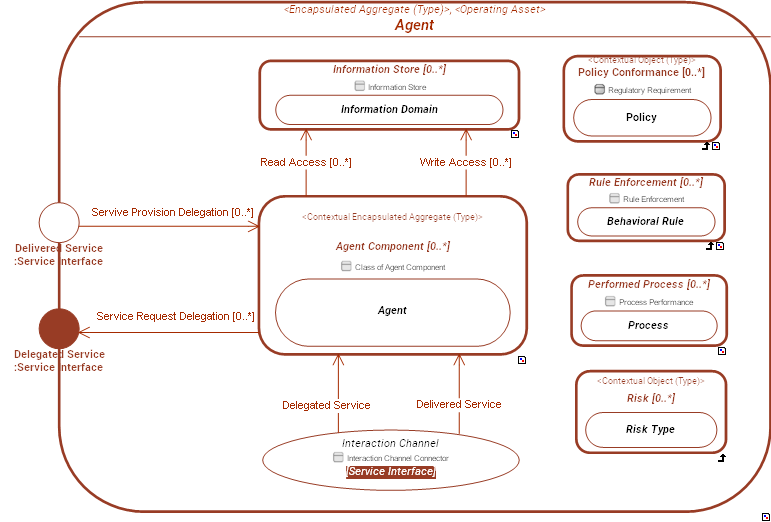 <Encapsulated Aggregate (Type)>, <Operating Asset>
Agent
Information Store [0..*]
Information Store
Information Domain
<Contextual Object (Type)>
Policy Conformance [0..*]
Regulatory Requirement
Policy
Read Access [0..*]
Write Access [0..*]
Rule Enforcement [0..*]
Rule Enforcement
Behavioral Rule
Servive Provision Delegation [0..*]
<Contextual Encapsulated Aggregate (Type)>
Agent Component [0..*]
Class of Agent Component
Agent
Delivered Service
:Service Interface
Performed Process [0..*]
Process Performance
Process
Service Request Delegation [0..*]
Delegated Service
:Service Interface
<Contextual Object (Type)>
Risk [0..*]
Risk Type
Delegated Service
Delivered Service
Interaction Channel
Interaction Channel Connector
Service Interface